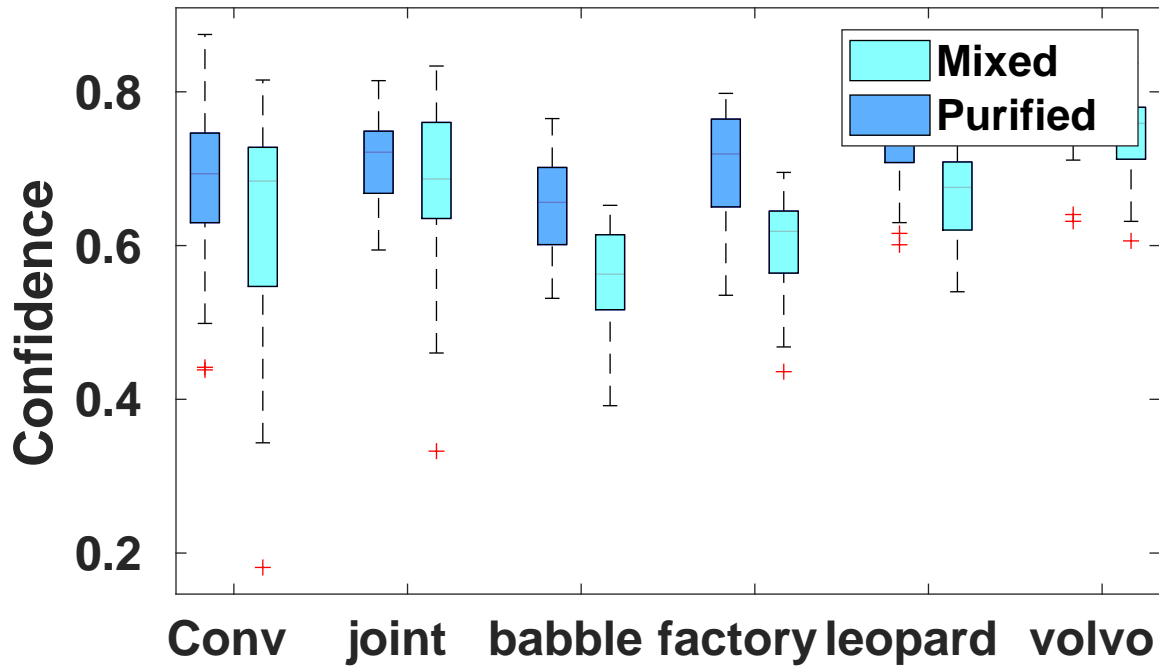 Mixed
Purified
Confidence
0.8
0.6
0.4
0.2
Conv joint babble factory leopard volvo